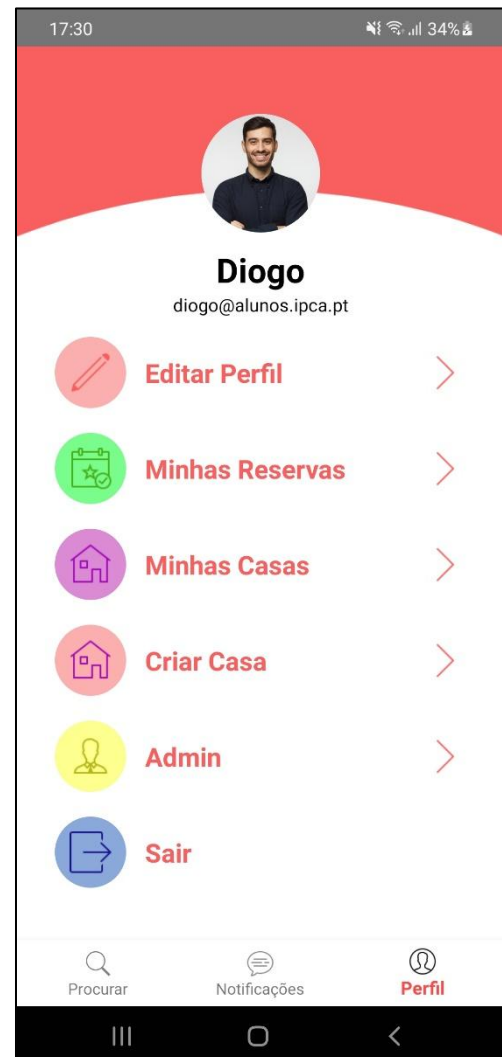 17:30 34%
Diogo
diogo@alunos.ipca.pt
Editar Perfil
Minhas Reservas
Minhas Casas
Criar Casa
Admin
Sair
Procurar Notificações Perfil